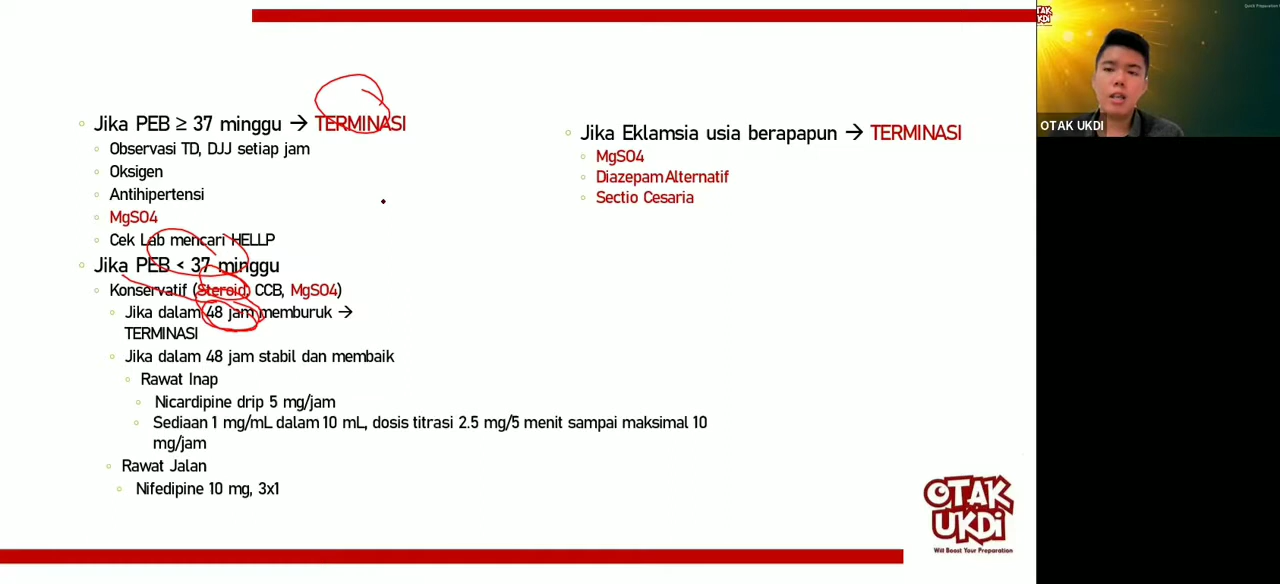 Jika PEB ≥ 37 minggu → TERMINASI
Observasi TD, DJJ setiap jam
Oksigen
Antihipertensi
MgSO4
Cek Lab mencari HELLP
Jika PEB < 37 minggu
Konservatif (Steroid, CCB, MgSO4)
Jika dalam 48 jam memburuk →
TERMINASI
Jika dalam 48 jam stabil dan membaik
Rawat Inap
Nicardipine drip 5 mg/jam
Sediaan 1 mg/mL dalam 10 mL, dosis titrasi 2.5 mg/5 menit sampai maksimal 10
mg/jam
Rawat Jalan
Nifedipine 10 mg, 3x1
Jika Eklamsia usia berapapun → TERMINASI
MgSO4
Diazepam Alternatif
Sectio Cesaria
OTAK
UKDI
Will Boost Your Preparation
OTAK UKDI